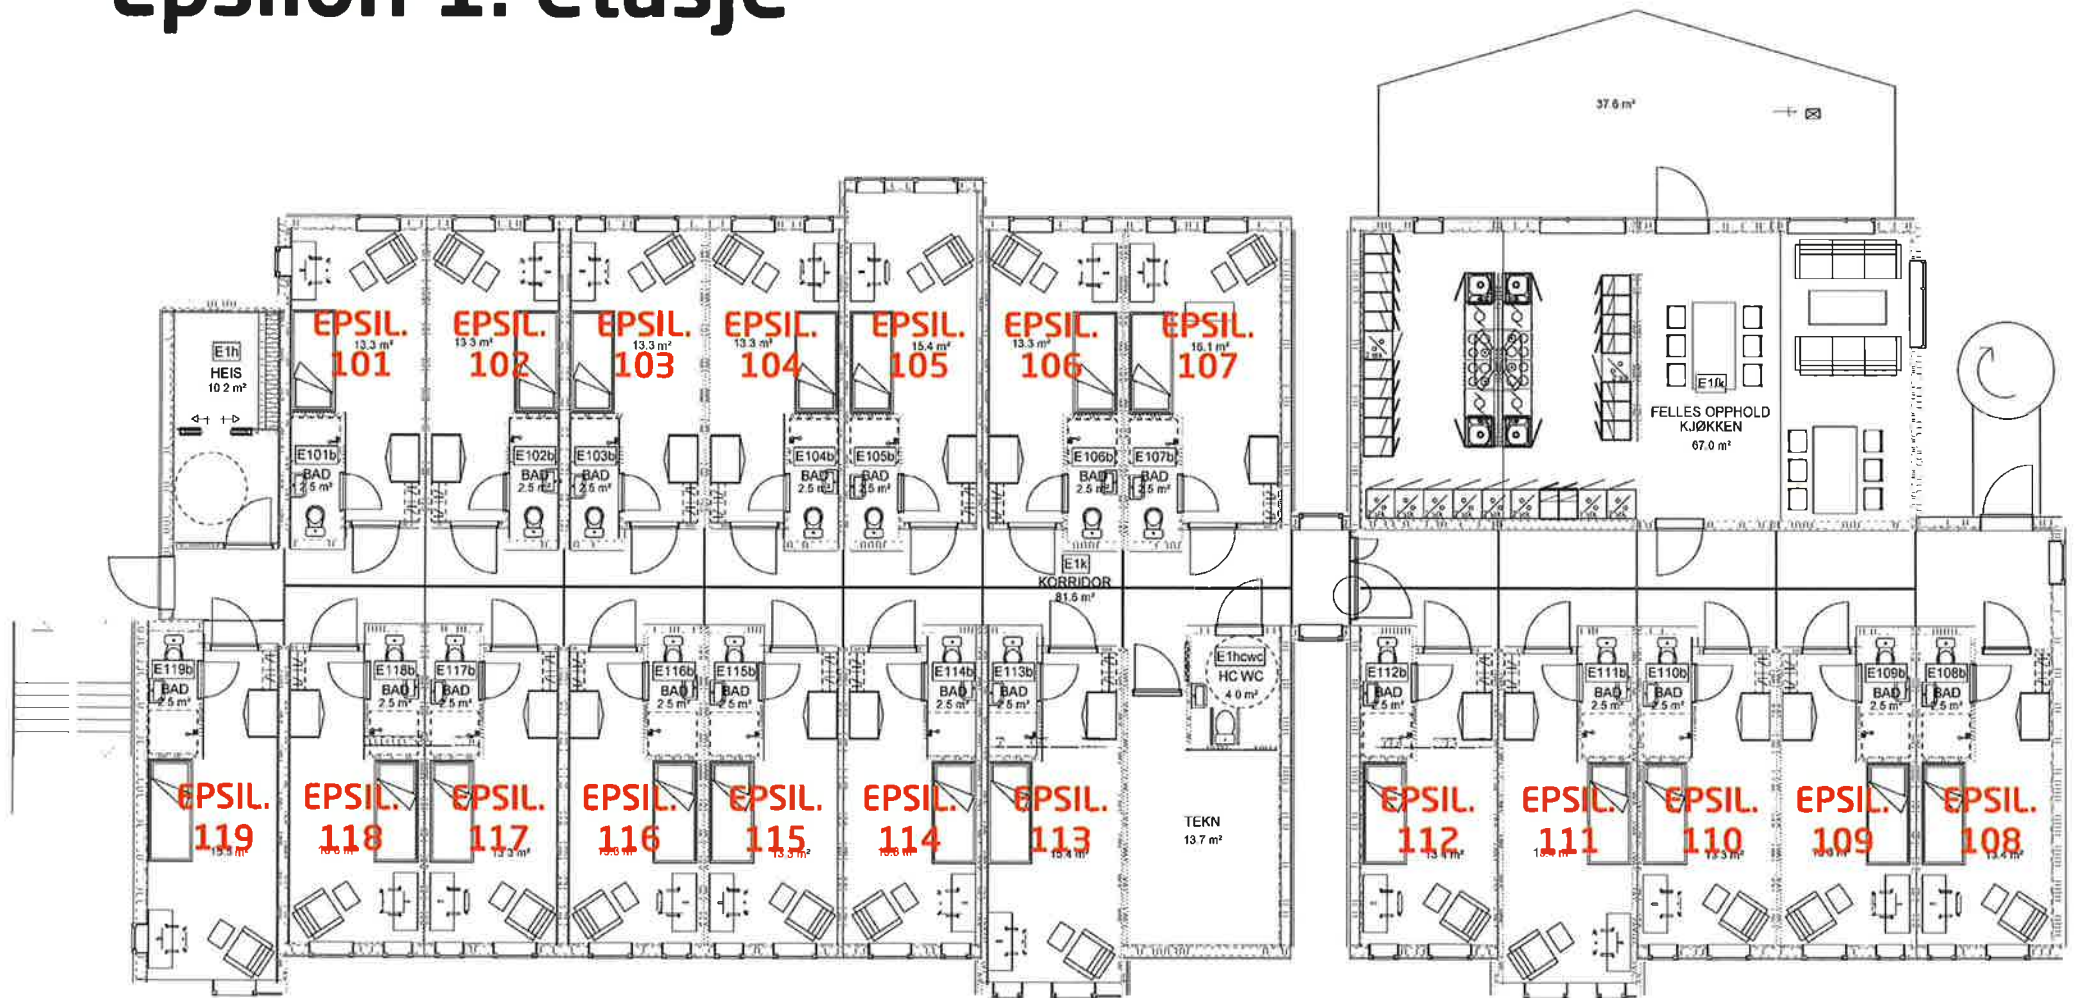 epsilon 1. etasje
37.6 m²
EPSIL.
101
13.3 m²
EPSIL.
102
13.3 m²
EPSIL.
103
13.3 m²
EPSIL.
104
13.3 m²
EPSIL.
105
15.4 m²
EPSIL.
106
13.3 m²
EPSIL.
107
16.1 m²
E1h
HEIS
10.2 m²
E1fk
FELLES OPPHOLD
KJØKKEN
67.0 m²
E101b
BAD
2.5 m²
E102b
BAD
2.5 m²
E103b
BAD
2.5 m²
E104b
BAD
2.5 m²
E105b
BAD
2.5 m²
E106b
BAD
2.5 m²
E107b
BAD
2.5 m²
E1k
KORRIDOR
81.6 m²
E119b
BAD
2.5 m²
E118b
BAD
2.5 m²
E117b
BAD
2.5 m²
E116b
BAD
2.5 m²
E115b
BAD
2.5 m²
E114b
BAD
2.5 m²
E113b
BAD
2.5 m²
E1hcwc
HC WC
4.0 m²
E112b
BAD
2.5 m²
E111b
BAD
2.5 m²
E110b
BAD
2.5 m²
E109b
BAD
2.5 m²
E108b
BAD
2.5 m²
EPSIL.
119
EPSIL.
118
EPSIL.
117
13.3 m²
EPSIL.
116
EPSIL.
115
13.3 m²
EPSIL.
114
EPSIL.
113
15.4 m²
TEKN
13.7 m²
EPSIL.
112
13.4 m²
EPSIL.
111
EPSIL.
110
13.3 m²
EPSIL.
109
EPSIL.
108
13.4 m²